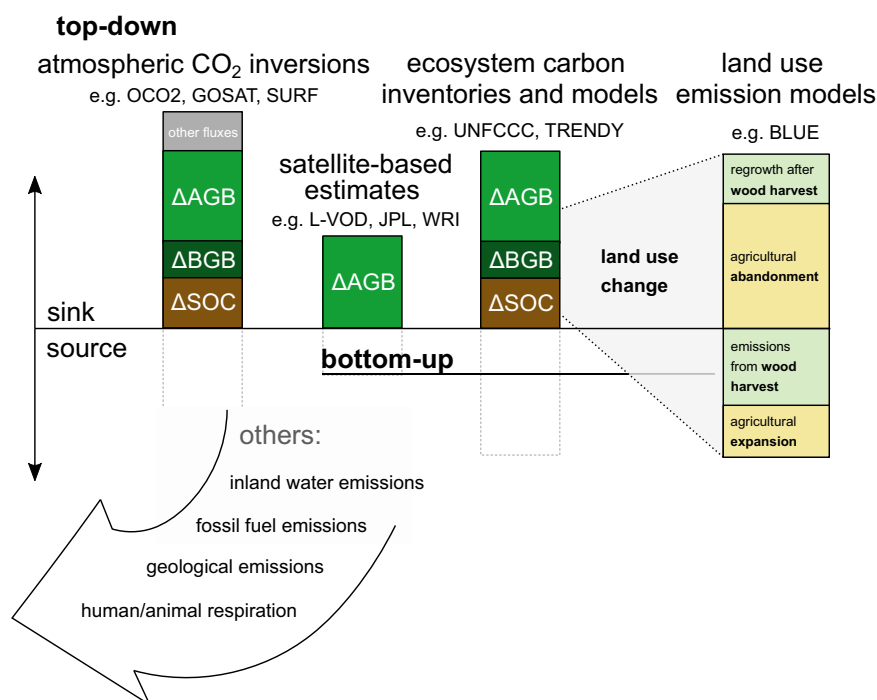 top-down
atmospheric CO₂ inversions
e.g. OCO2, GOSAT, SURF
other fluxes
ΔAGB
ΔBGB
ΔSOC
satellite-based
estimates
e.g. L-VOD, JPL, WRI
ΔAGB
ecosystem carbon
inventories and models
e.g. UNFCCC, TRENDY
ΔAGB
ΔBGB
ΔSOC
land use
change
land use
emission models
e.g. BLUE
regrowth after
wood harvest
agricultural
abandonment
emissions
from wood
harvest
agricultural
expansion
sink
source
bottom-up
others:
inland water emissions
fossil fuel emissions
geological emissions
human/animal respiration